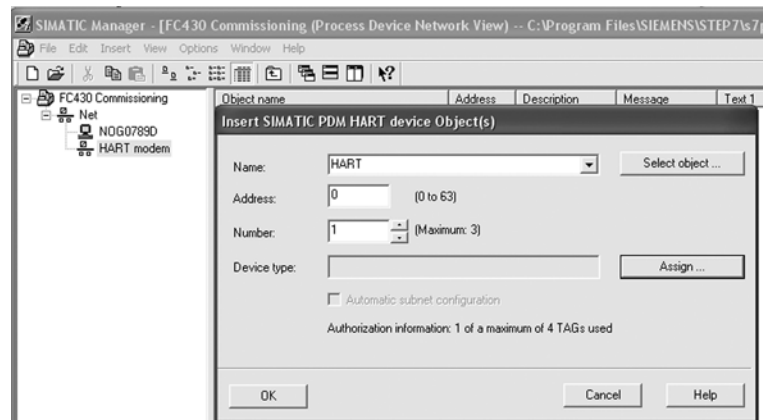 SIMATIC Manager - [FC430 Commissioning (Process Device Network View) -- C:\Program Files\SIEMENS\STEP7\s7p
File Edit Insert View Options Window Help
FC430 Commissioning
Net
NOG0789D
HART modem
Object name Address Description Message Text 1
Insert SIMATIC PDM HART device Object(s)
Name: HART Select object ...
Address: 0 (0 to 63)
Number: 1 (Maximum: 3)
Device type: Assign ...
Automatic subnet configuration
Authorization information: 1 of a maximum of 4 TAGs used
OK Cancel Help